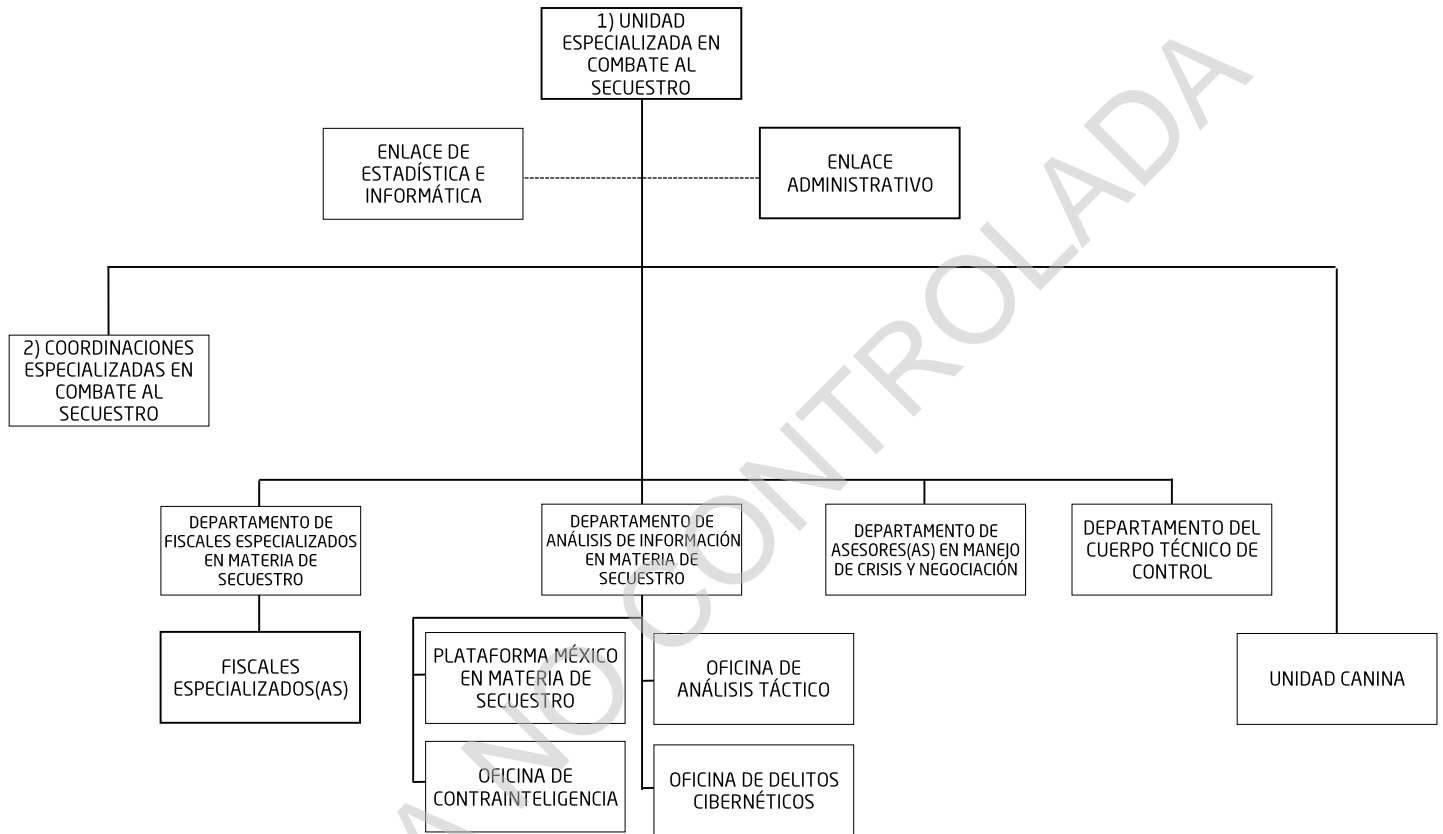 1) UNIDAD
ESPECIALIZADA EN
COMBATE AL
SECUESTRO
ENLACE DE
ESTADÍSTICA E
INFORMÁTICA
ENLACE
ADMINISTRATIVO
2) COORDINACIONES
ESPECIALIZADAS EN
COMBATE AL
SECUESTRO
DEPARTAMENTO DE
FISCALES ESPECIALIZADOS
EN MATERIA DE
SECUESTRO
DEPARTAMENTO DE
ANÁLISIS DE INFORMACIÓN
EN MATERIA DE
SECUESTRO
DEPARTAMENTO DE
ASESORES(AS) EN MANEJO
DE CRISIS Y NEGOCIACIÓN
DEPARTAMENTO DEL
CUERPO TÉCNICO DE
CONTROL
FISCALES
ESPECIALIZADOS(AS)
PLATAFORMA MÉXICO
EN MATERIA DE
SECUESTRO
OFICINA DE
ANÁLISIS TÁCTICO
UNIDAD CANINA
OFICINA DE
CONTRAINTELIGENCIA
OFICINA DE DELITOS
CIBERNÉTICOS
A NO CONTROLADA